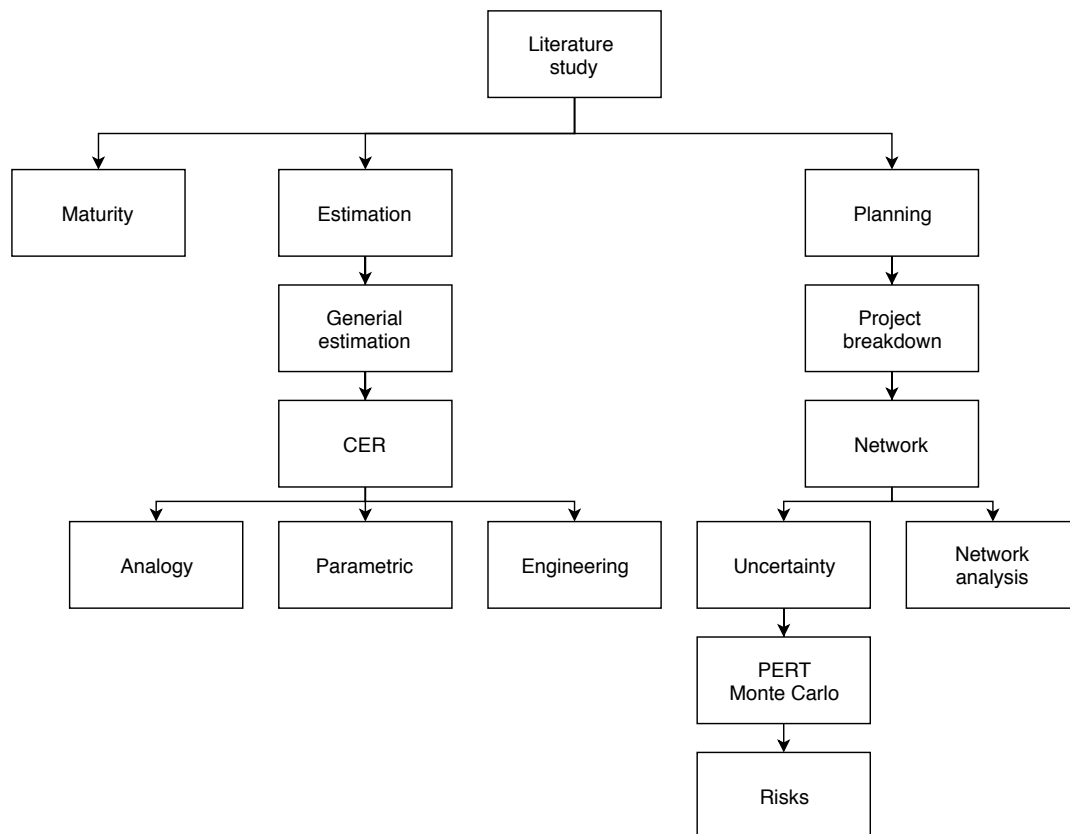 Literature
study
Maturity
Estimation
Planning
Generial
estimation
Project
breakdown
CER
Network
Analogy
Parametric
Engineering
Uncertainty
Network
analysis
PERT
Monte Carlo
Risks